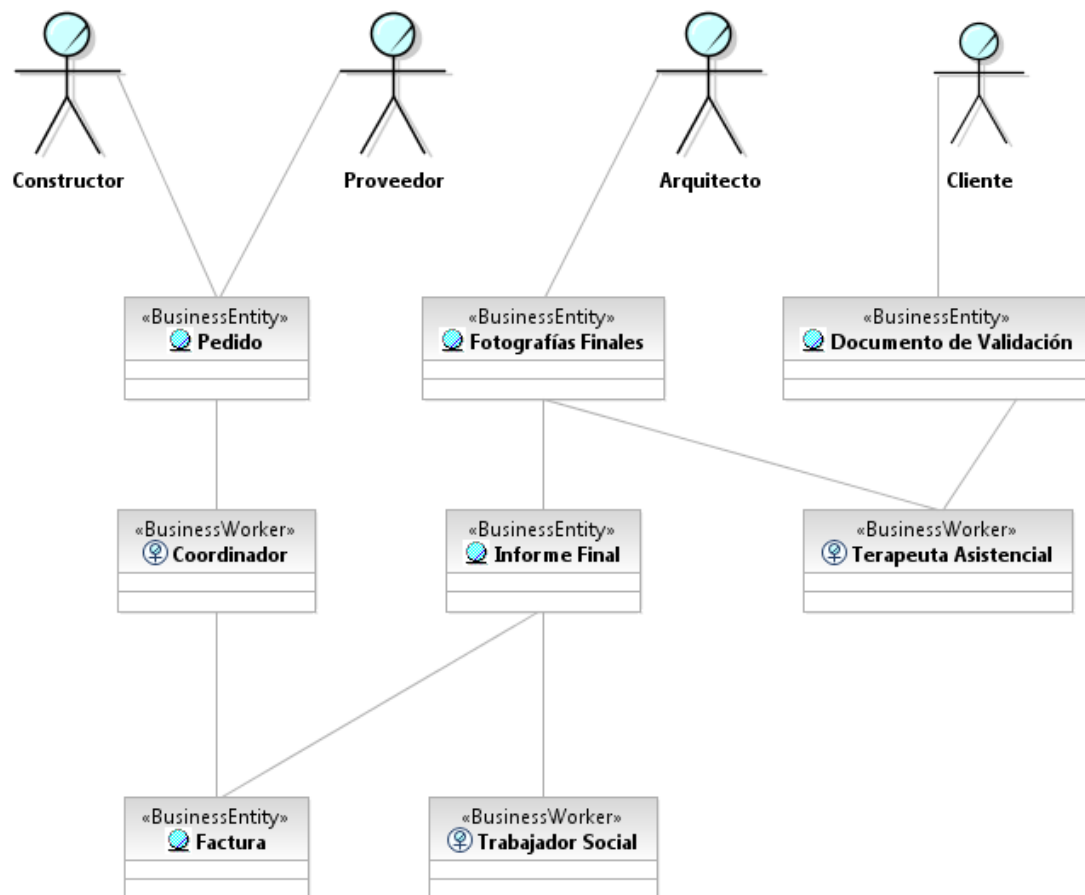 Constructor
Proveedor
Arquitecto
Cliente
«BusinessEntity»
Pedido
«BusinessEntity»
Fotografías Finales
«BusinessEntity»
Documento de Validación
«BusinessWorker»
Coordinador
«BusinessEntity»
Informe Final
«BusinessWorker»
Terapeuta Asistencial
«BusinessEntity»
Factura
«BusinessWorker»
Trabajador Social